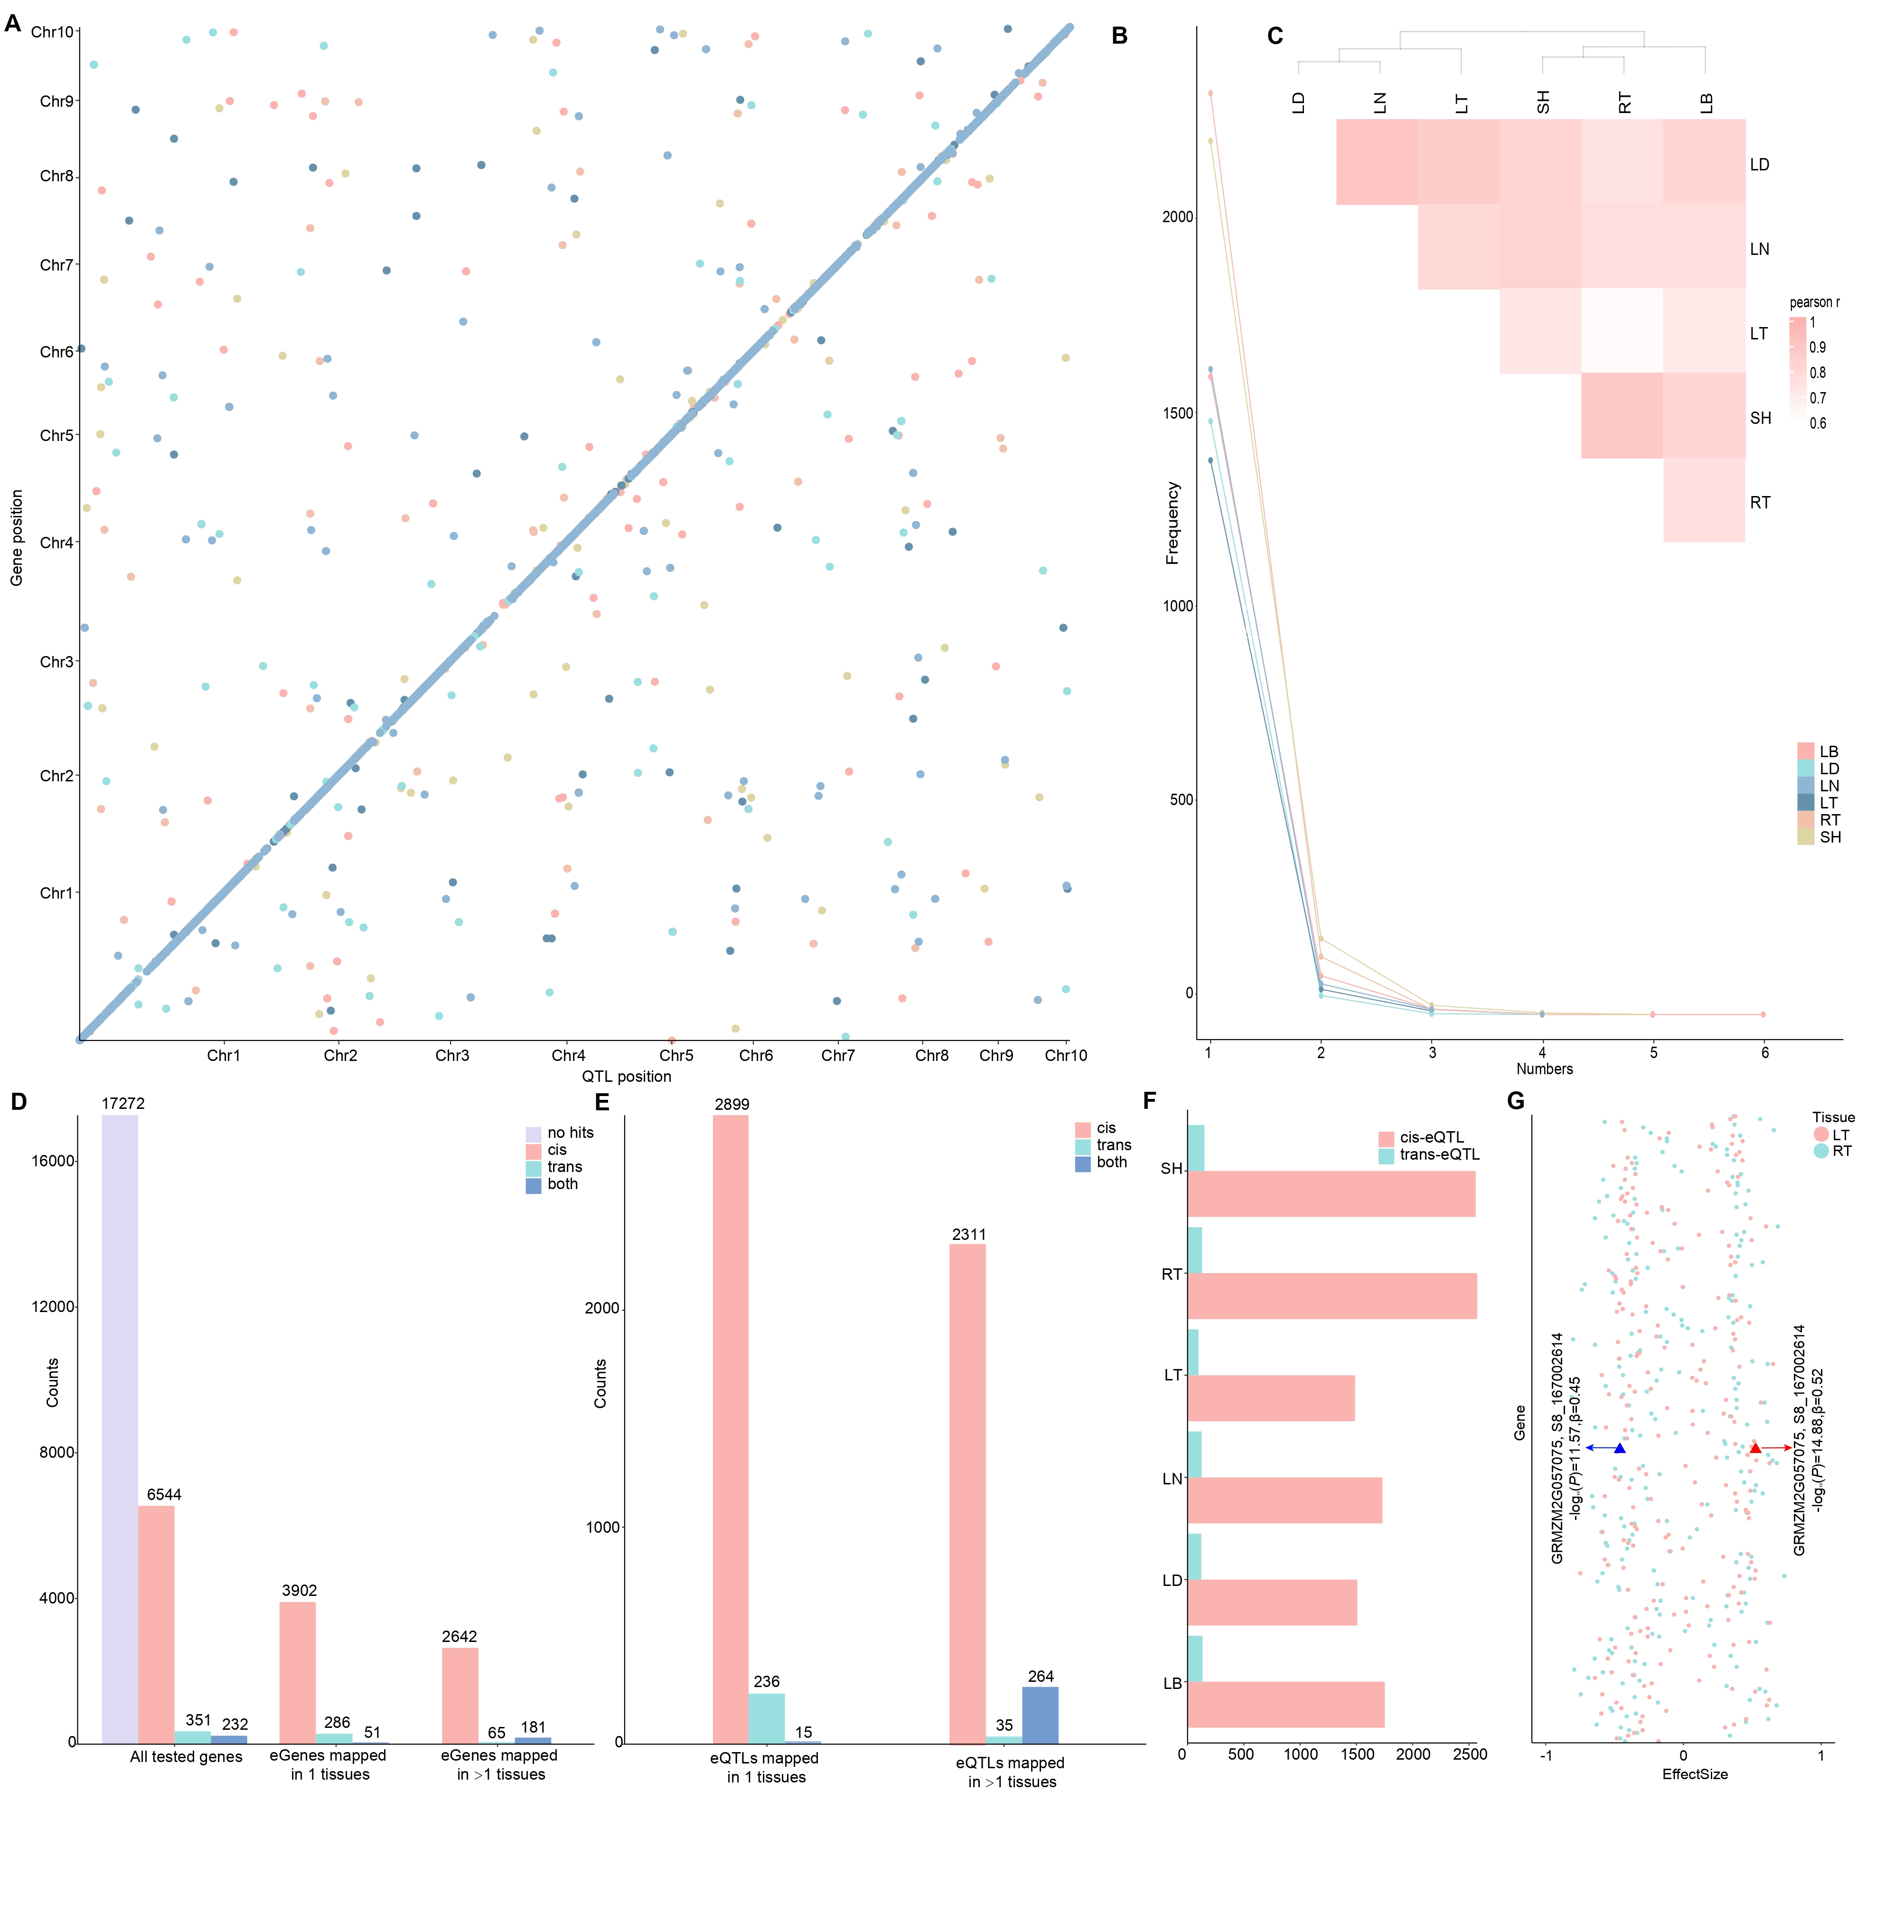 A
Chr10
Chr9
Chr8
Chr7
Chr6
Chr5
Chr4
Chr3
Chr2
Chr1
Gene position
Chr1 Chr2 Chr3 Chr4 Chr5 Chr6 Chr7 Chr8 Chr9 Chr10
QTL position
B
2000
1500
1000
500
0
Frequency
1 2 3 4 5 6
Numbers
LB
LD
LN
LT
RT
SH
C
LD LN LT SH RT LB
LD
LN
LT
SH
RT
pearson r
1
0.9
0.8
0.7
0.6
D
17272
16000
12000
8000
4000
0
Counts
no hits
cis
trans
both
6544
351
232
3902
286
51
2642
65
181
All tested genes
eGenes mapped
in 1 tissues
eGenes mapped
in >1 tissues
E
2899
2000
1000
0
Counts
cis
trans
both
236
15
2311
35
264
eQTLs mapped
in 1 tissues
eQTLs mapped
in >1 tissues
F
cis-eQTL
trans-eQTL
SH
RT
LT
LN
LD
LB
0 500 1000 1500 2000 2500
G
Tissue
LT
RT
Gene
GRMZM2G057075, S8_167002614
(P)=11.57,β=0.45
GRMZM2G057075, S8_167002614
(P)=14.88,β=0.52
-1 0 1
EffectSize